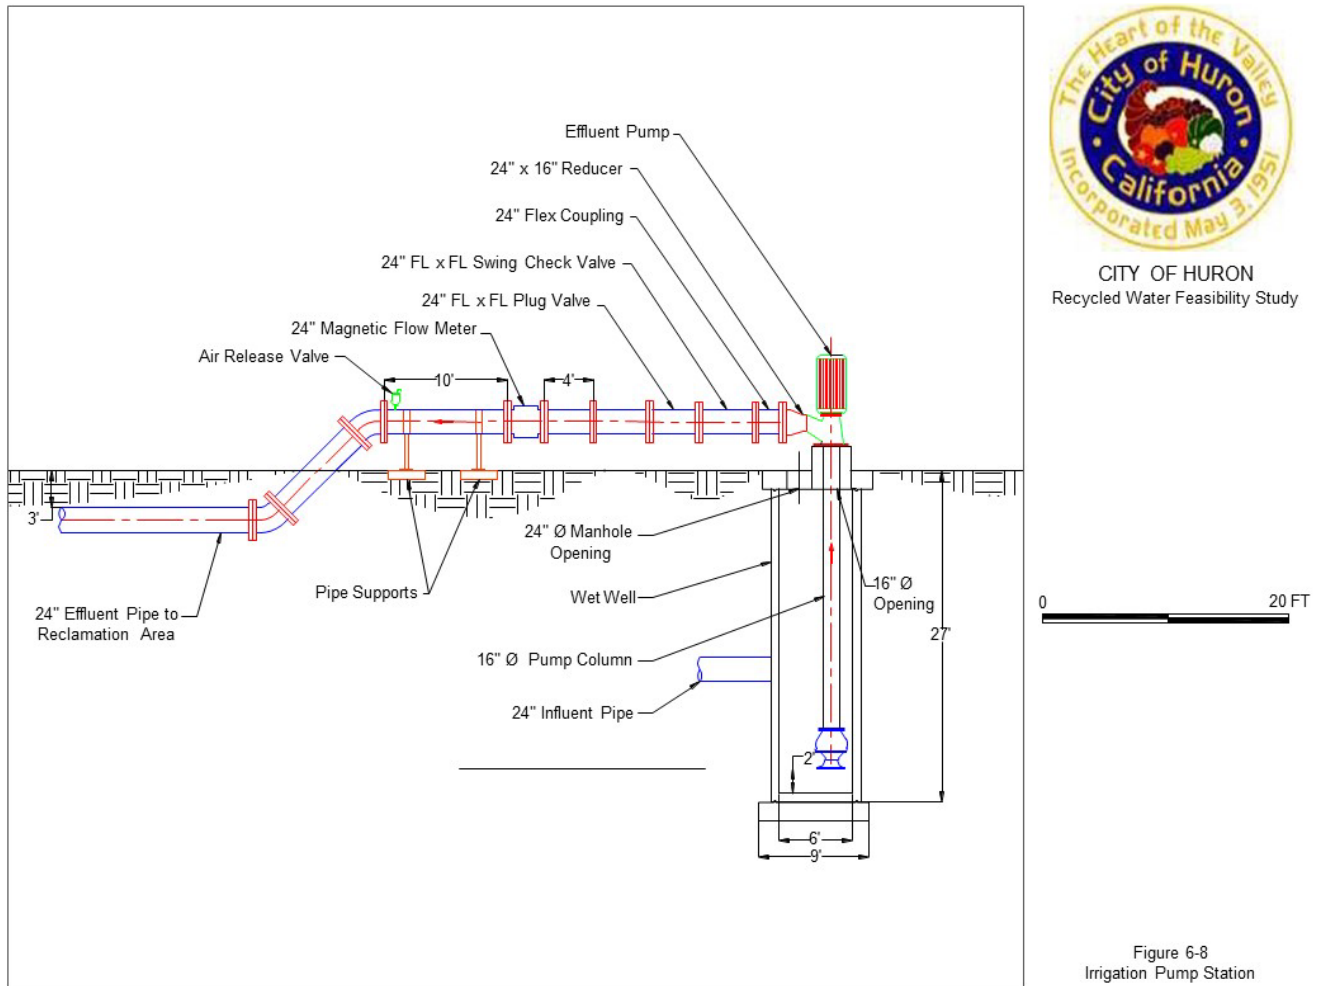 The Heart of the Valley
City of Huron
California
Incorporated May 3, 1951
CITY OF HURON
Recycled Water Feasibility Study
Effluent Pump
24" x 16" Reducer
24" Flex Coupling
24" FL x FL Swing Check Valve
24" FL x FL Plug Valve
24" Magnetic Flow Meter
Air Release Valve
10'
4'
3'
24" Ø Manhole
Opening
Pipe Supports
Wet Well
16" Ø
Opening
24" Effluent Pipe to
Reclamation Area
0
20 FT
27'
16" Ø Pump Column
24" Influent Pipe
2'
6'
9'
Figure 6-8
Irrigation Pump Station